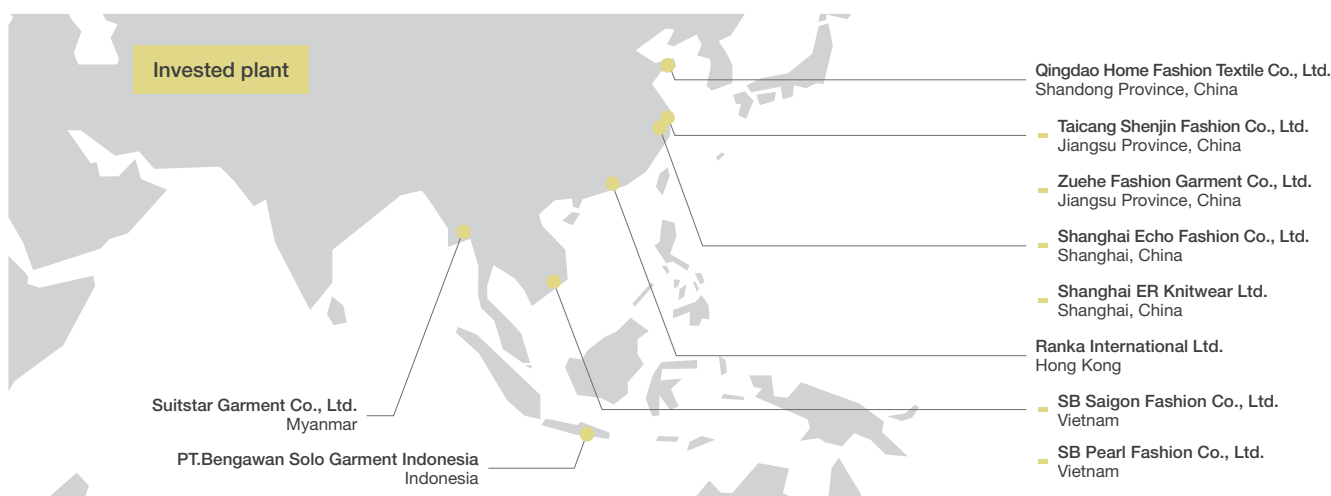 Invested plant
Qingdao Home Fashion Textile Co., Ltd.
Shandong Province, China
Taicang Shenjin Fashion Co., Ltd.
Jiangsu Province, China
Zuehe Fashion Garment Co., Ltd.
Jiangsu Province, China
Shanghai Echo Fashion Co., Ltd.
Shanghai, China
Shanghai ER Knitwear Ltd.
Shanghai, China
Ranka International Ltd.
Hong Kong
SB Saigon Fashion Co., Ltd.
Vietnam
SB Pearl Fashion Co., Ltd.
Vietnam
Suitstar Garment Co., Ltd.
Myanmar
PT.Bengawan Solo Garment Indonesia
Indonesia